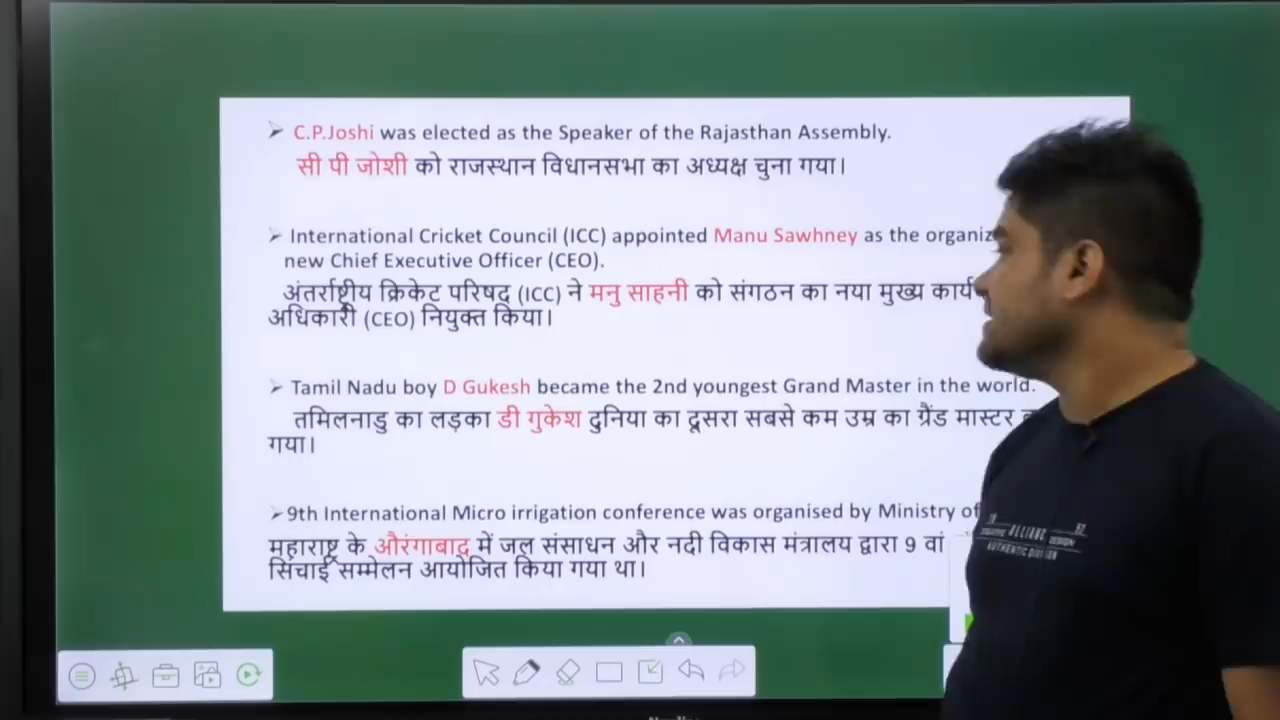 ➢ C.P.Joshi was elected as the Speaker of the Rajasthan Assembly.
सी पी जोशी को राजस्थान विधानसभा का अध्यक्ष चुना गया।
➢ International Cricket Council (ICC) appointed Manu Sawhney as the
new Chief Executive Officer (CEO).
अंतर्राष्ट्रीय क्रिकेट परिषद (ICC) ने मनु साहनी को संगठन का नया मुख्य
अधिकारी (CEO) नियुक्त किया।
➢ Tamil Nadu boy D Gukesh became the 2nd youngest Grand Master in the world.
तमिलनाडु का लड़का डी गुकेश दुनिया का दूसरा सबसे कम उम्र का ग्रैंड मास्टर
गया।
➢ 9th International Micro irrigation conference was organised by Ministry of
महाराष्ट्र के औरंगाबाद में जल संसाधन और नदी विकास मंत्रालय द्वारा 9 वां
सिंचाई सम्मेलन आयोजित किया गया था।
ALLIANC
AUTHENTIC